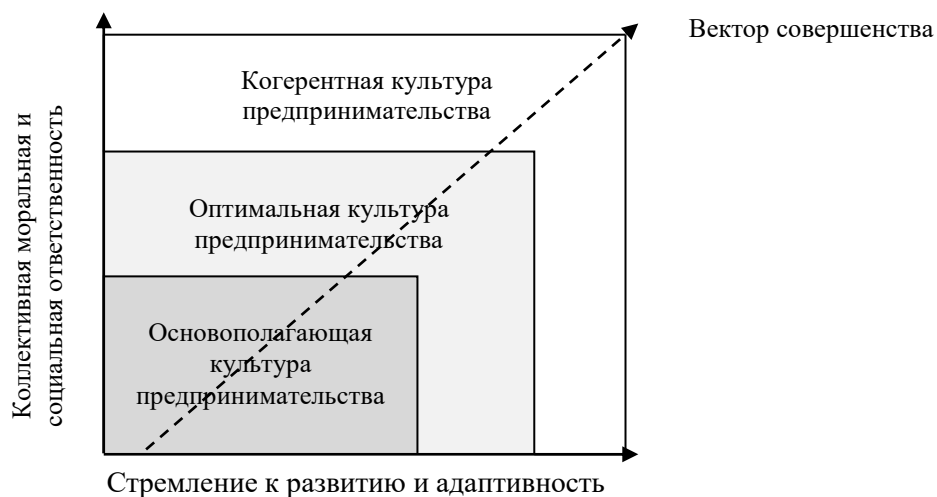 Вектор совершенства
Когерентная культура
предпринимательства
Коллективная моральная и
социальная ответственность
Оптимальная культура
предпринимательства
Основополагающая
культура
предпринимательства
Стремление к развитию и адаптивность